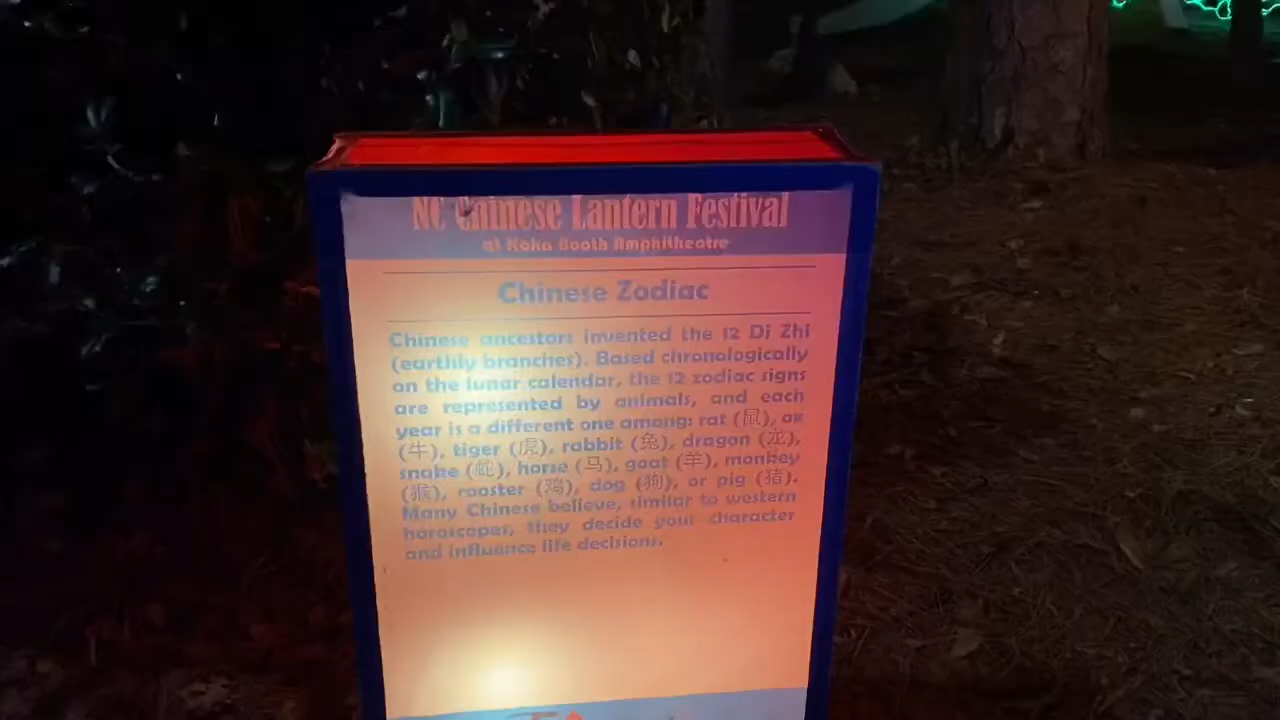 NC Chinese Lantern Festival
at Koka Booth Amphitheatre
Chinese Zodiac
Chinese ancestors invented the 12 Di Zhi
(earthly branches). Based chronologically
on the lunar calendar, the 12 zodiac signs
are represented by animals, and each
year is a different one among: rat (鼠), ox
(牛), tiger (虎), rabbit (兔), dragon (龙),
snake (蛇), horse (马), goat (羊), monkey
(猴), rooster (鸡), dog (狗), or pig (猪).
Many Chinese believe, similar to western
horoscopes, they decide your character
and influence life decisions.